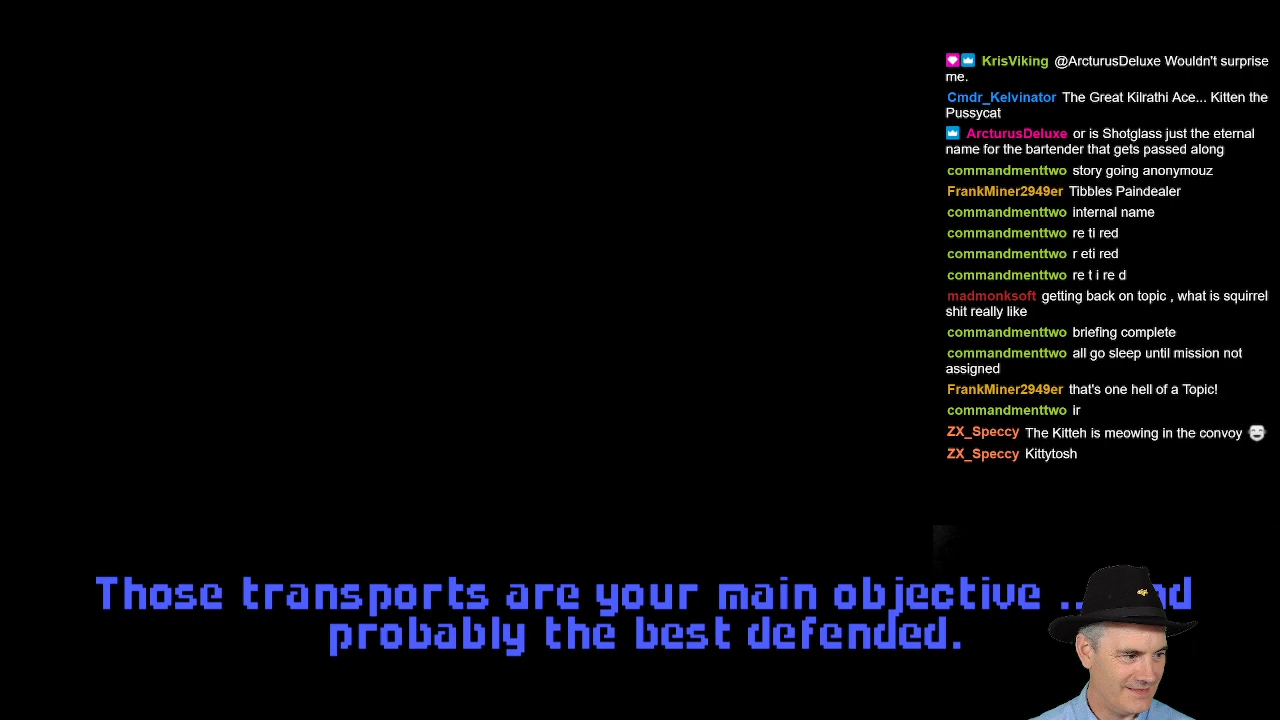 KrisViking @ArcturusDeluxe Wouldn't surprise
me.
Cmdr_Kelvinator The Great Kilrathi Ace... Kitten the
Pussycat
ArcturusDeluxe or is Shotglass just the eternal
name for the bartender that gets passed along
commandmenttwo story going anonymouz
FrankMiner2949er Tibbles Paindealer
commandmenttwo internal name
commandmenttwo re ti red
commandmenttwo r eti red
commandmenttwo re t i re d
madmonksoft getting back on topic , what is squirrel
shit really like
commandmenttwo briefing complete
commandmenttwo all go sleep until mission not
assigned
FrankMiner2949er that's one hell of a Topic!
commandmenttwo ir
ZX_Speccy The Kitteh is meowing in the convoy
ZX_Speccy Kittytosh
Those transports are your main objective ..
probably the best defended.